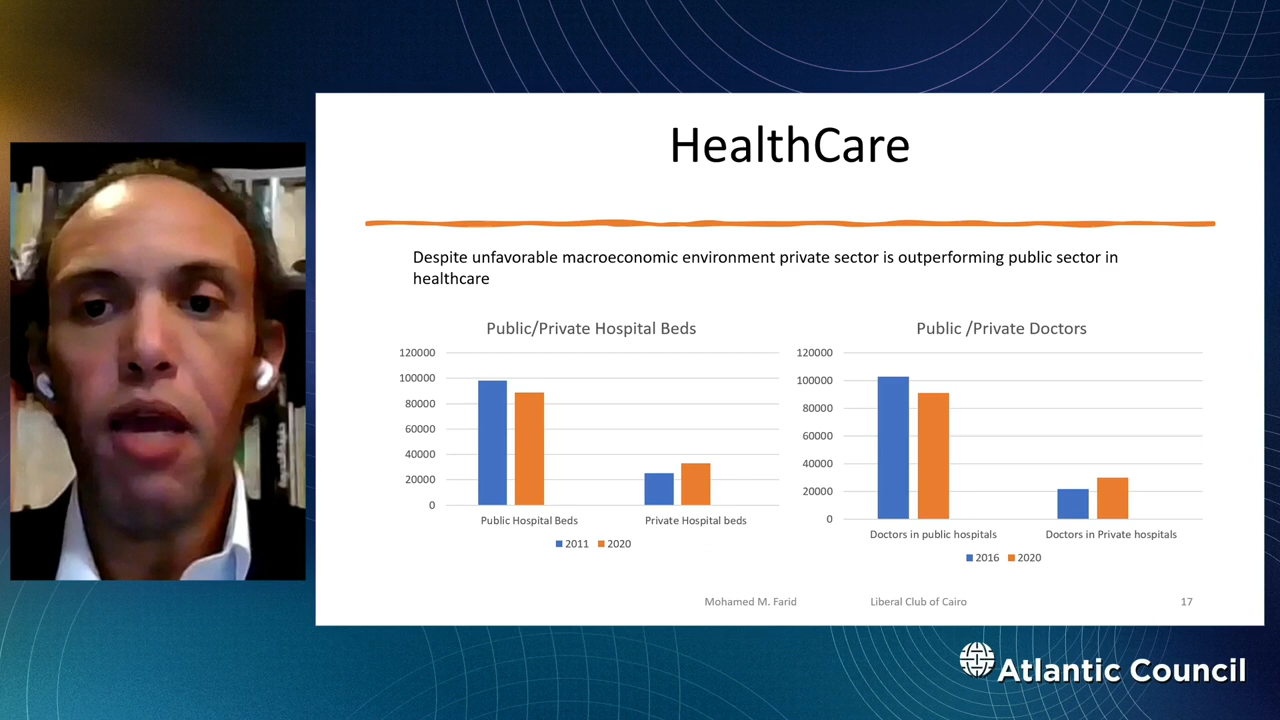 HealthCare
Despite unfavorable macroeconomic environment private sector is outperforming public sector in
healthcare
Public/Private Hospital Beds
120000
100000
80000
60000
40000
20000
0
Public Hospital Beds
Private Hospital beds
2011
2020
Public /Private Doctors
120000
100000
80000
60000
40000
20000
0
Doctors in public hospitals
Doctors in Private hospitals
2016
2020
Mohamed M. Farid
Liberal Club of Cairo
17
Atlantic Council